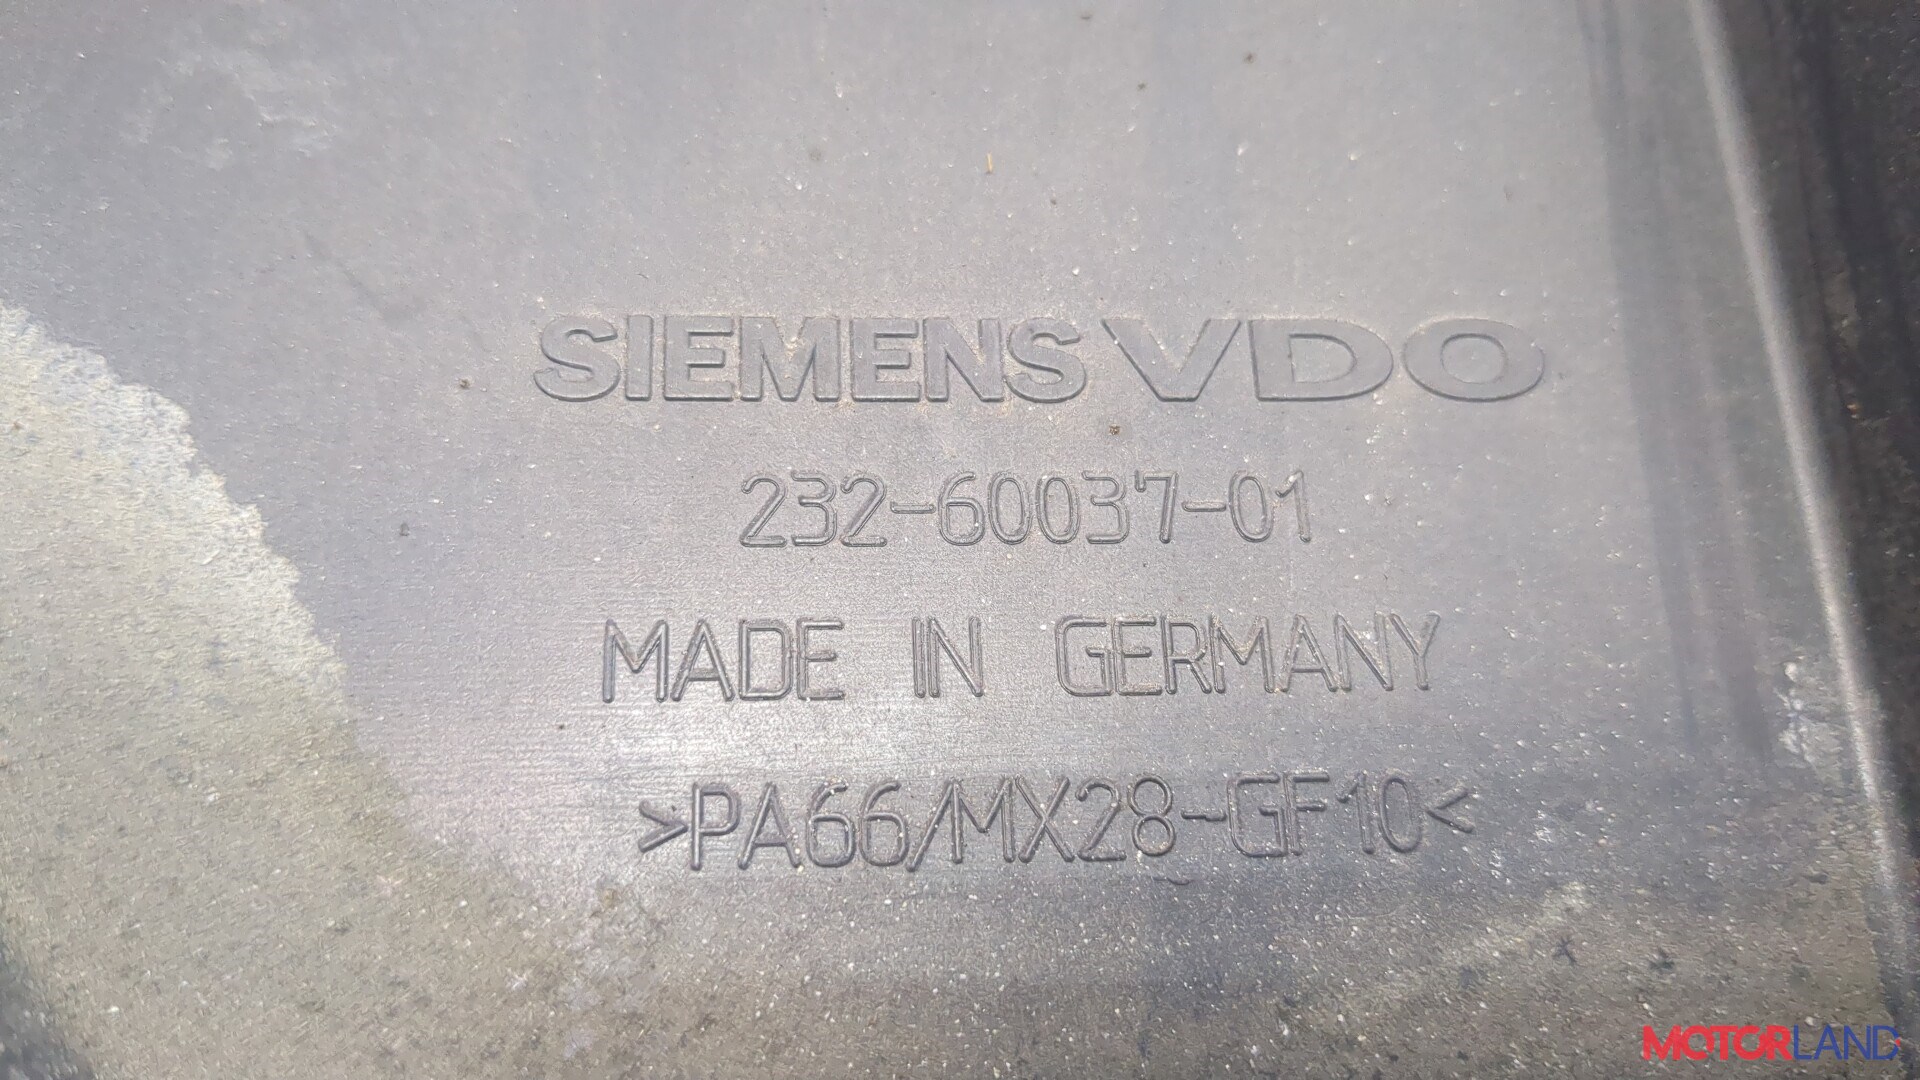 SIEMENS VDO
232-60037-01
MADE IN GERMANY
>PA66/MX28-GF10<
MOTORLAND